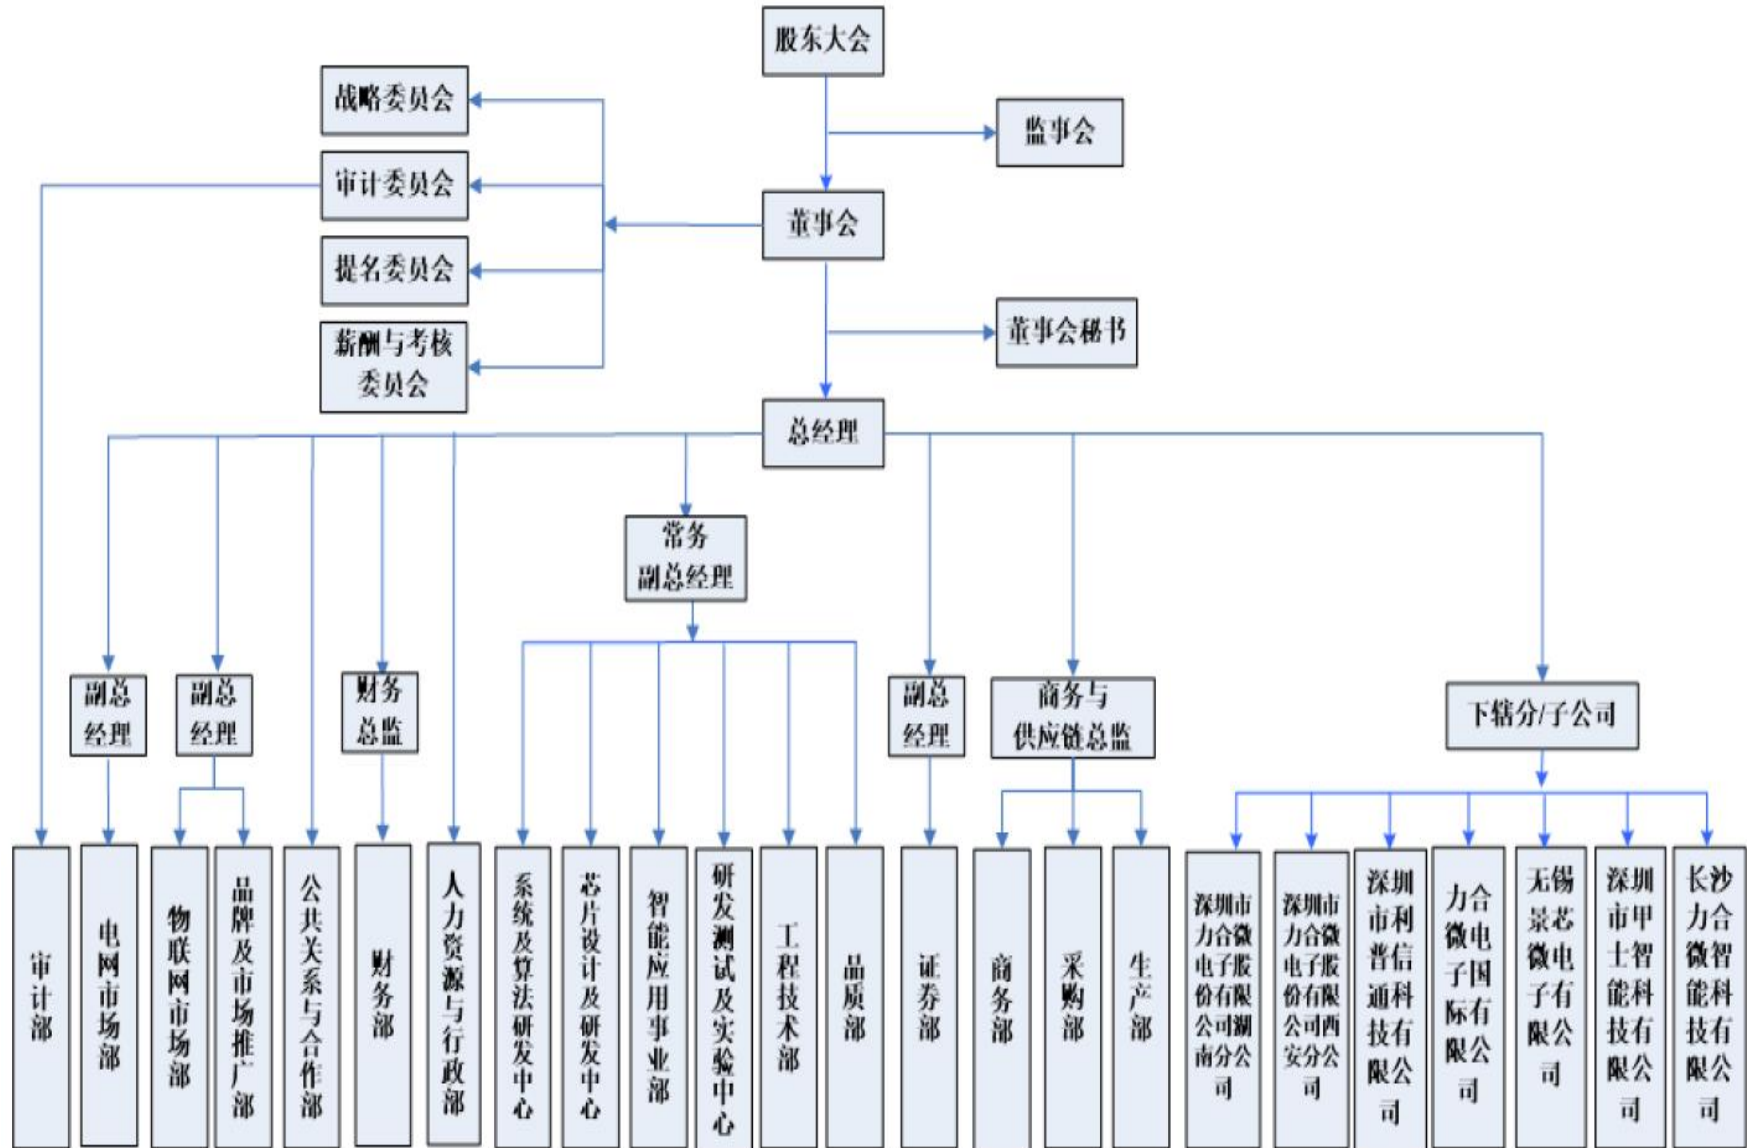 股东大会
战略委员会
监事会
审计委员会
董事会
提名委员会
董事会秘书
薪酬与考核
委员会
总经理
常务
副总经理
副总
经理
副总
经理
财务
总监
副总
经理
商务与
供应链总监
下辖分/子公司
审计部
电网市场部
物联网市场部
品牌及市场推广部
公共关系与合作部
财务部
人力资源与行政部
系统及算法研发中心
芯片设计及研发中心
智能应用事业部
研发测试及实验中心
工程技术部
品质部
证券部
商务部
采购部
生产部
深圳市
力合微
电子股
份有限
公司湖
南分公
司
深圳市
力合微
电子股
份有限
公司西
安分公
司
深圳
市利
普信
通科
技有
限公
司
力合
微电
子国
际有
限公
司
无锡
景芯
微电
子有
限公
司
深圳
市甲
士智
能科
技有
限公
司
长沙
力合
微智
能科
技有
限公
司